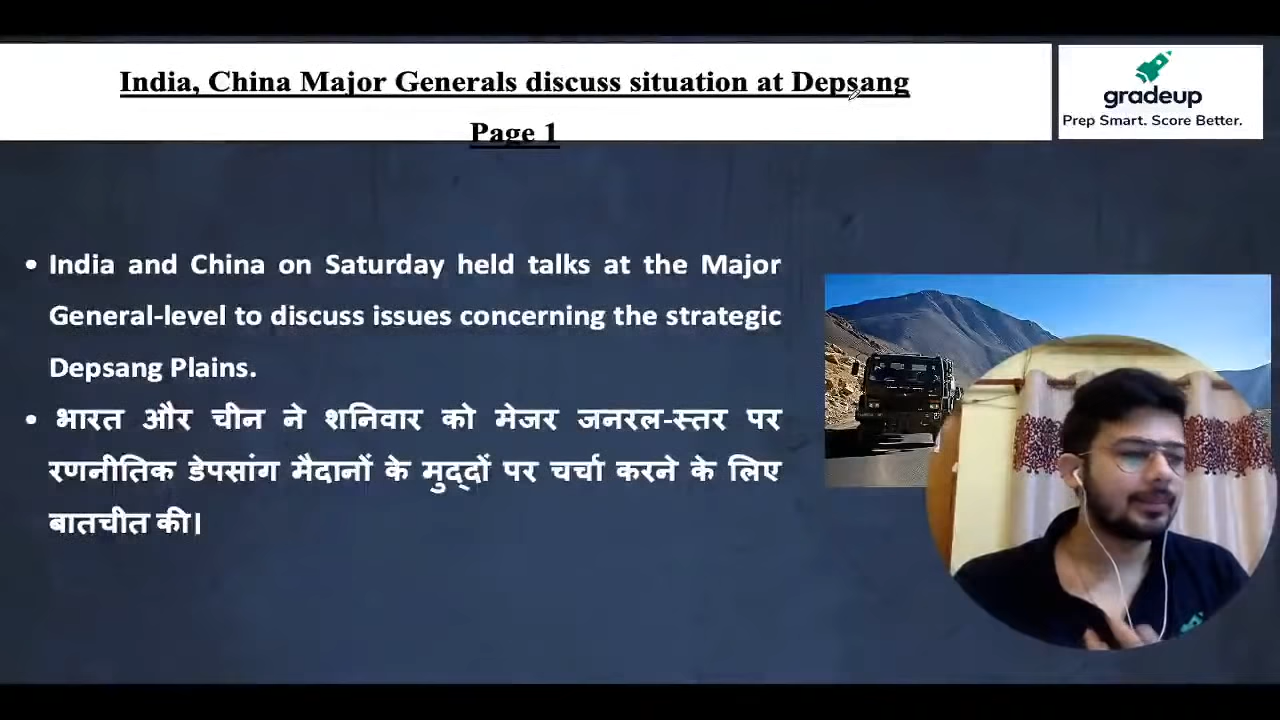 India, China Major Generals discuss situation at Depsang
Page 1
gradeup
Prep Smart. Score Better.
• India and China on Saturday held talks at the Major
General-level to discuss issues concerning the strategic
Depsang Plains.
• भारत और चीन ने शनिवार को मेजर जनरल-स्तर पर
रणनीतिक डेपसांग मैदानों के मुद्दों पर चर्चा करने के लिए
बातचीत की।